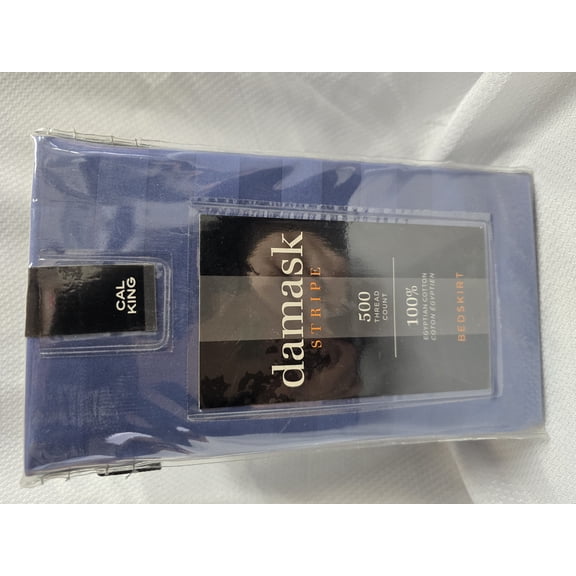 CAL
KING
damask
STRIPE
500
THREAD
COUNT
100%
EGYPTIAN COTTON
COTON ÉGYPTIEN
BEDSKIRT